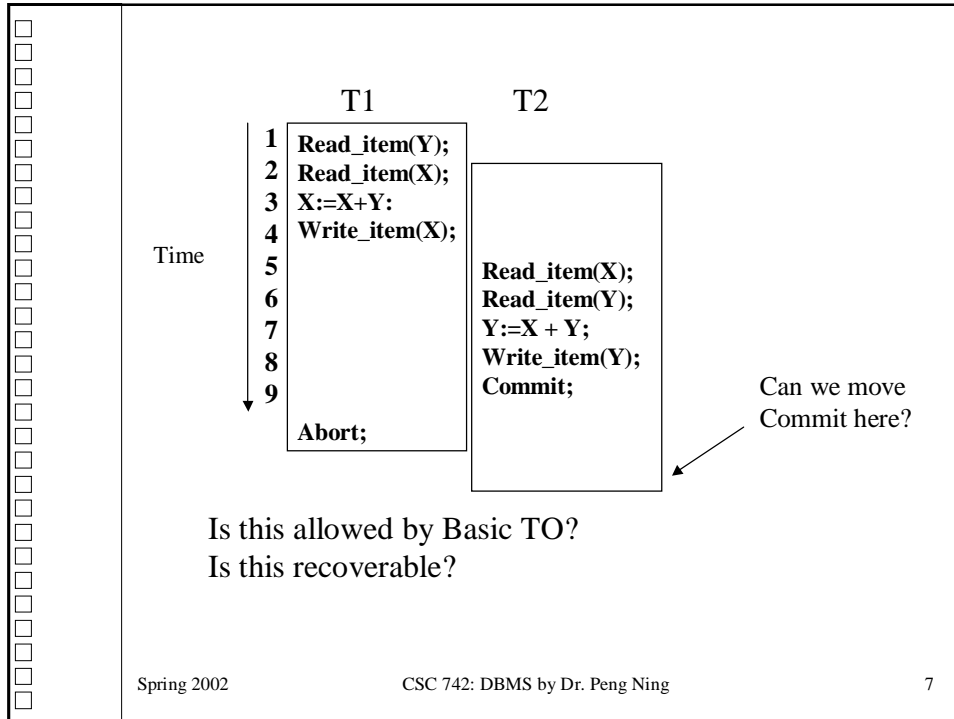 T1 T2
1 Read_item(Y);
2 Read_item(X);
3 X:=X+Y:
4 Write_item(X);
Time
5 Read_item(X);
6 Read_item(Y);
7 Y:=X + Y;
8 Write_item(Y);
9 Commit;
Can we move
Commit here?
Abort;
Is this allowed by Basic TO?
Is this recoverable?
Spring 2002 CSC 742: DBMS by Dr. Peng Ning 7